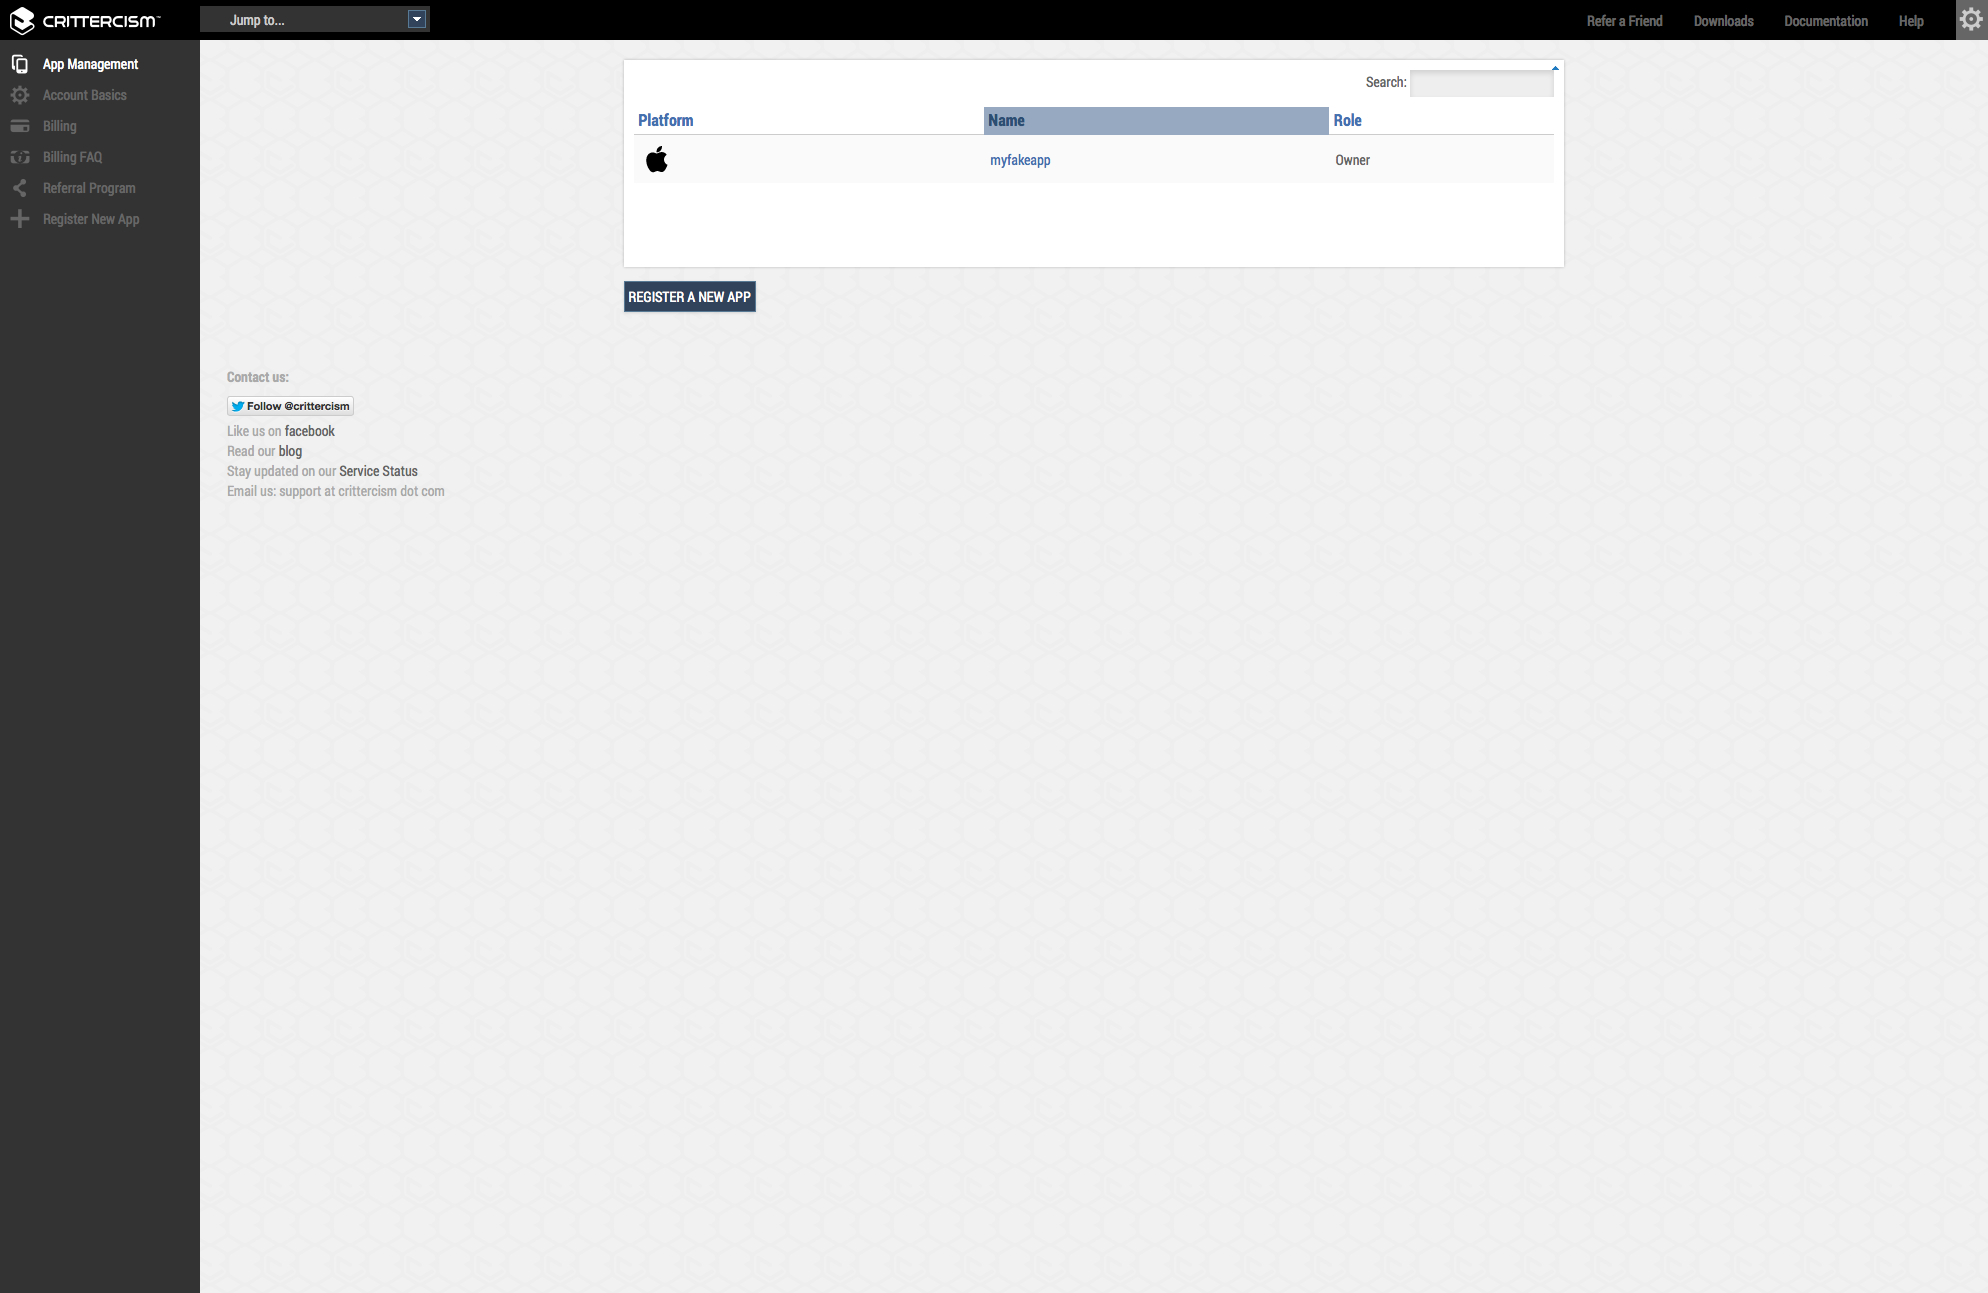 CRITTERCISM™
Jump to...
Refer a Friend
Downloads
Documentation
Help
App Management
Account Basics
Billing
Billing FAQ
Referral Program
Register New App
Search:
Platform
Name
Role
myfakeapp
Owner
REGISTER A NEW APP
Contact us:
Follow @crittercism
Like us on facebook
Read our blog
Stay updated on our Service Status
Email us: support at crittercism dot com